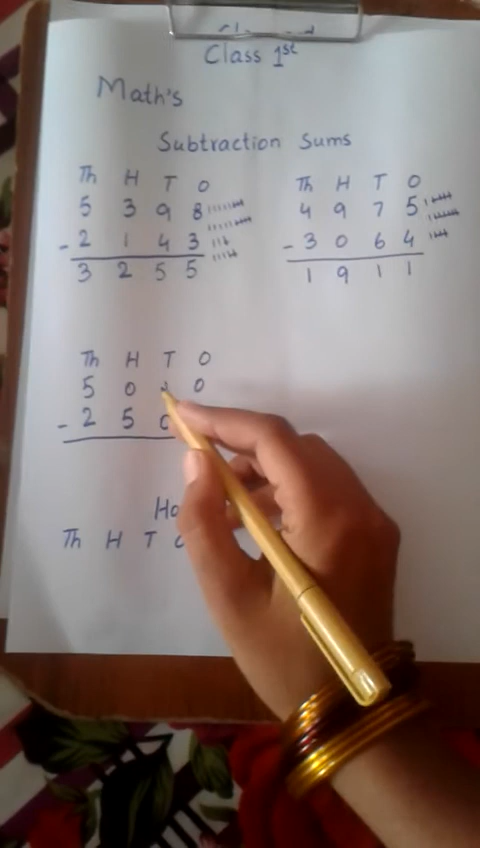 Class 1st
Math's
Subtraction Sums
Th H T O
5 3 9 8
- 2 1 4 3
3 2 5 5
Th H T O
4 9 7 5
- 3 0 6 4
1 9 1 1
Th H T O
5 0 0
- 2 5
Th H T